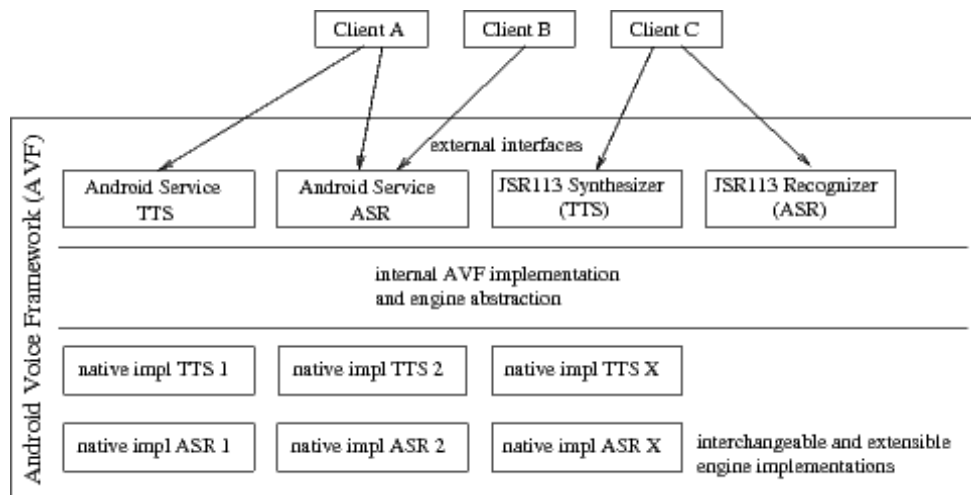 Client A
Client B
Client C
Android Voice Framework (AVF)
external interfaces
Android Service
TTS
Android Service
ASR
JSR113 Synthesizer
(TTS)
JSR113 Recognizer
(ASR)
internal AVF implementation
and engine abstraction
native impl TTS 1
native impl TTS 2
native impl TTS X
native impl ASR 1
native impl ASR 2
native impl ASR X
interchangeable and extensible
engine implementations